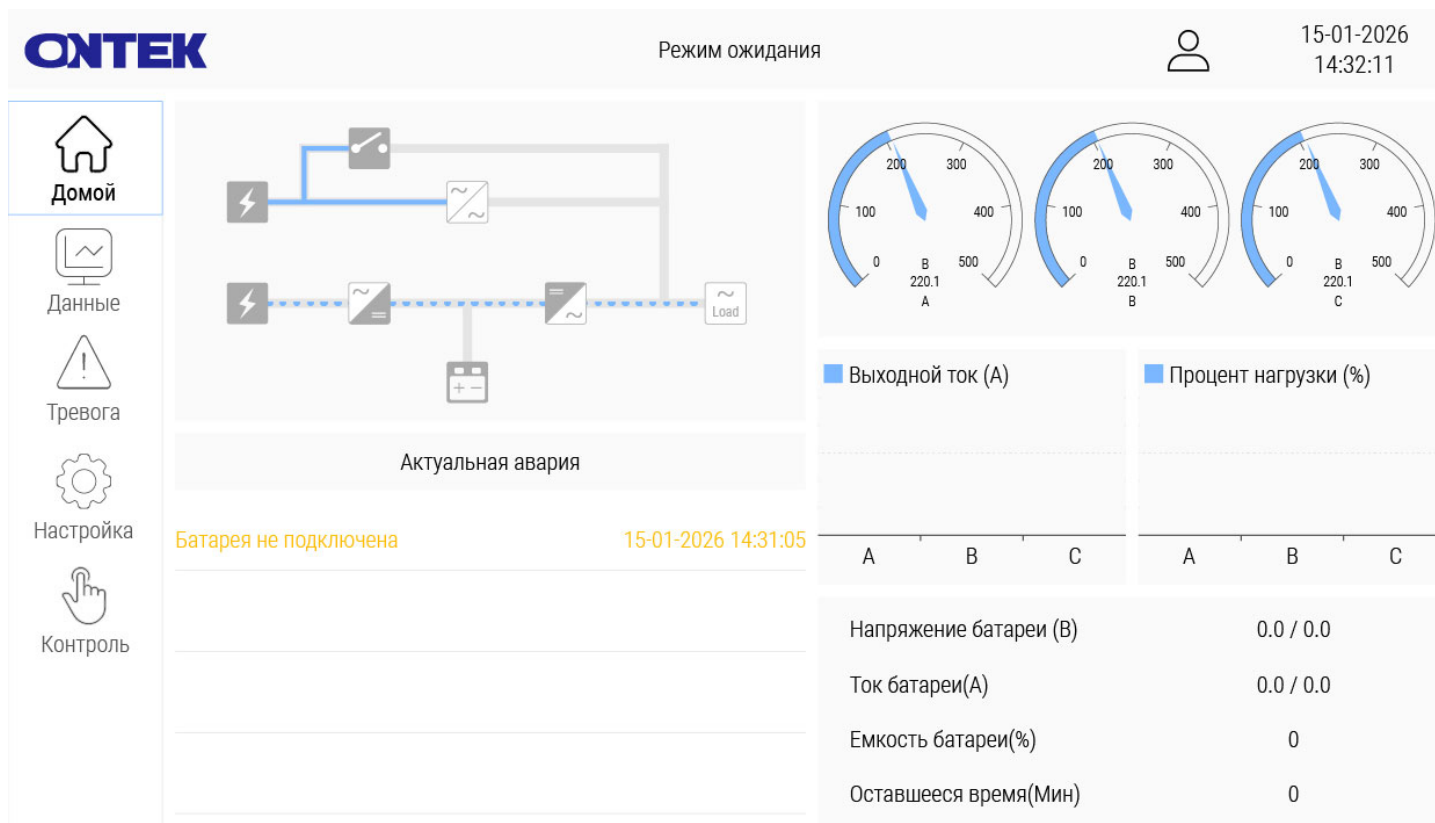 ONTEK
Режим ожидания
15-01-2026
14:32:11
Домой
Данные
Тревога
Настройка
Контроль
Load
Актуальная авария
Батарея не подключена 15-01-2026 14:31:05
0 100 200 300 400 500
В
220.1
A
0 100 200 300 400 500
В
220.1
B
0 100 200 300 400 500
В
220.1
C
Выходной ток (А)
A B C
Процент нагрузки (%)
A B C
Напряжение батареи (В) 0.0 / 0.0
Ток батареи(А) 0.0 / 0.0
Емкость батареи(%) 0
Оставшееся время(Мин) 0